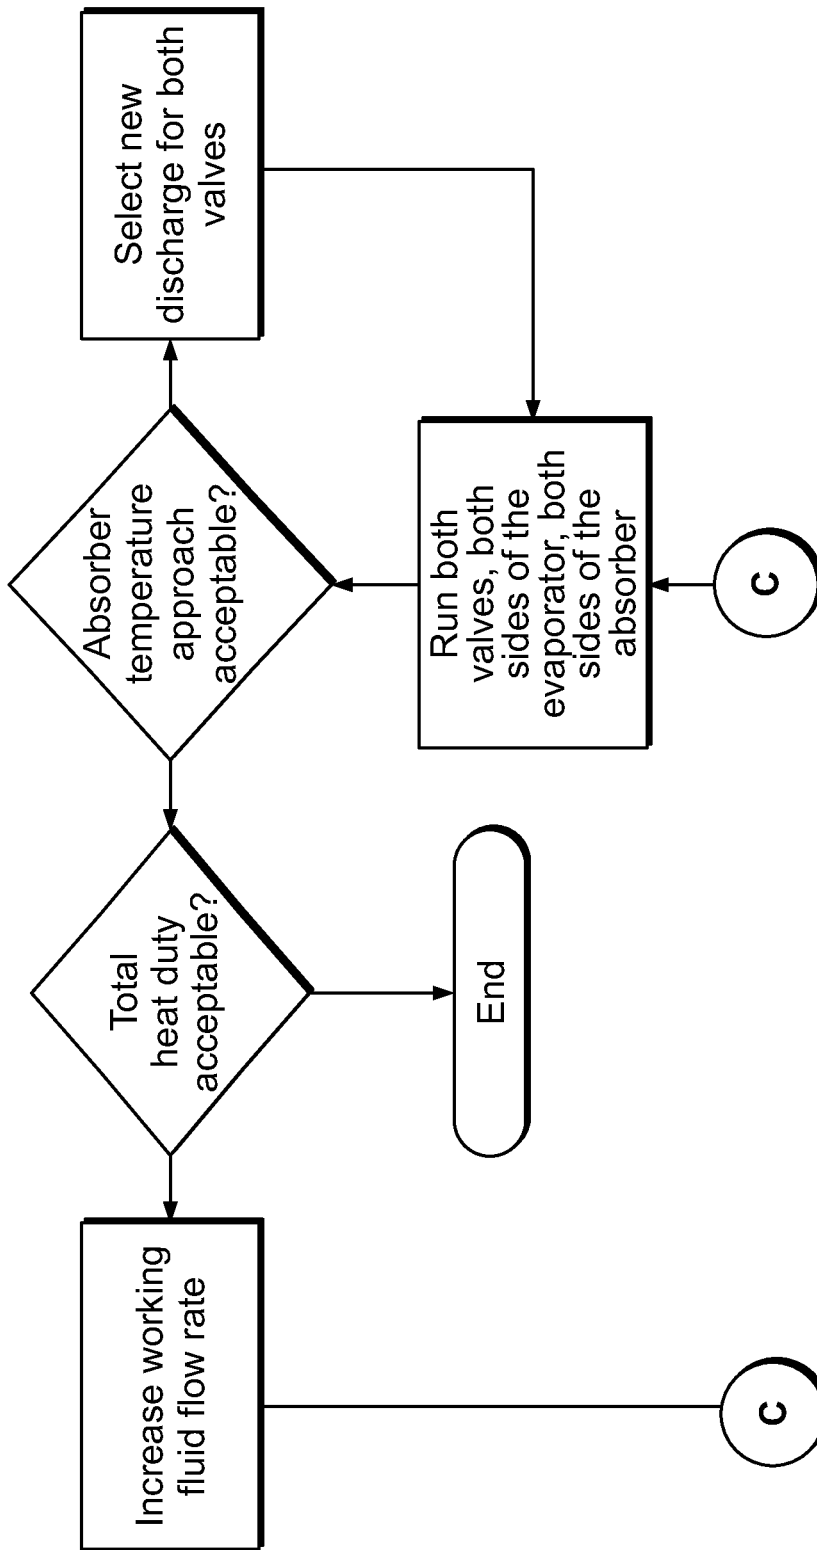 Increase working
fluid flow rate
Total
heat duty
acceptable?
Absorber
temperature
approach
acceptable?
Select new
discharge for both
valves
End
Run both
valves, both
sides of the
evaporator, both
sides of the
absorber
C
C